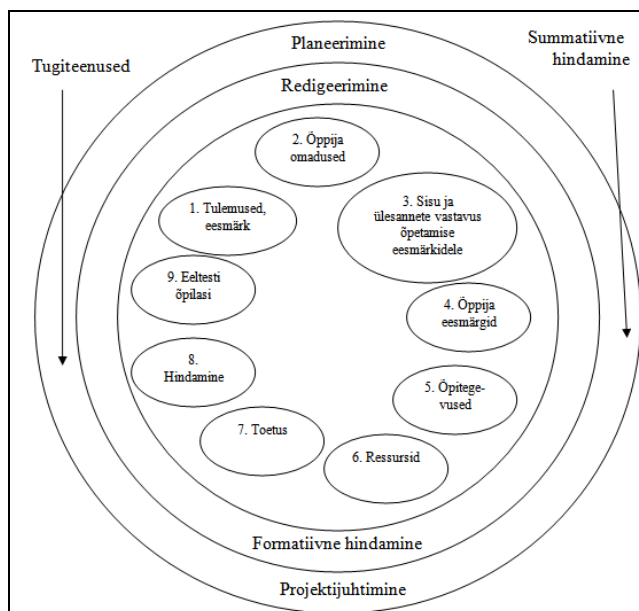 Planeerimine
Summatiivne
hindamine
Tugiteenused
Redigeerimine
2. Õppija
omadused
3. Sisu ja
ülesannete vastavus
õpetamise
eesmärkidele
1. Tulemused,
eesmärk
9. Eeltesti
õpilasi
4. Õppija
eesmärgid
8.
Hindamine
5. Õpitege-
vused
7. Toetus
6. Ressursid
Formatiivne hindamine
Projektijuhtimine